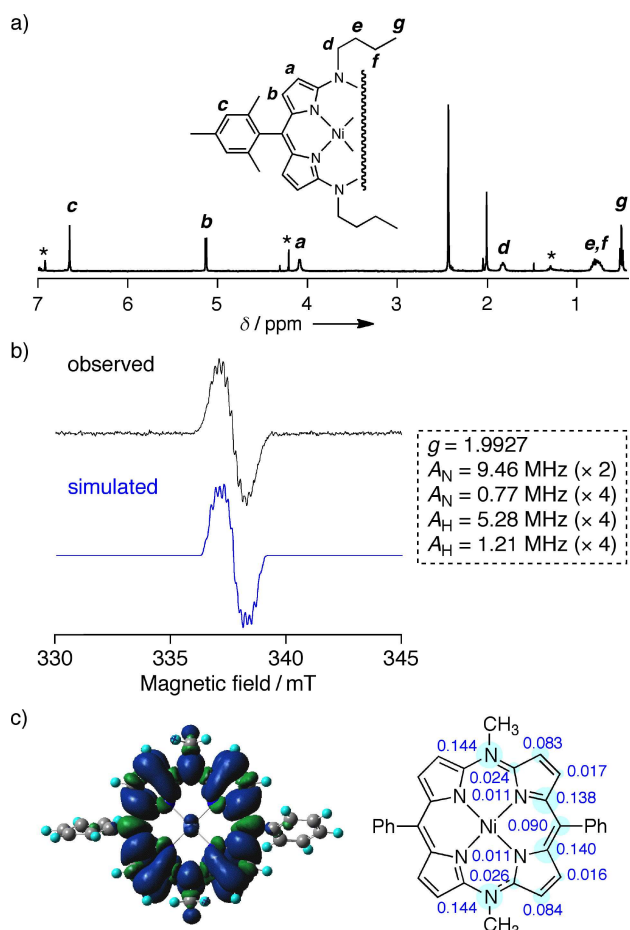 a)
g
e
d
f
N
a
b
c
N
Ni
N
N
c
b
*
*
a
d
e,f
*
g
7
6
5
4
3
2
1
δ / ppm
b)
observed
simulated
g = 1.9927
A_N = 9.46 MHz (× 2)
A_N = 0.77 MHz (× 4)
A_H = 5.28 MHz (× 4)
A_H = 1.21 MHz (× 4)
330
335
340
345
Magnetic field / mT
c)
CH3
0.144
N
0.083
0.024
0.017
0.011
N
N
0.138
Ph
Ni
0.090
Ph
0.011
N
N
0.140
0.026
0.016
0.144
N
0.084
CH3